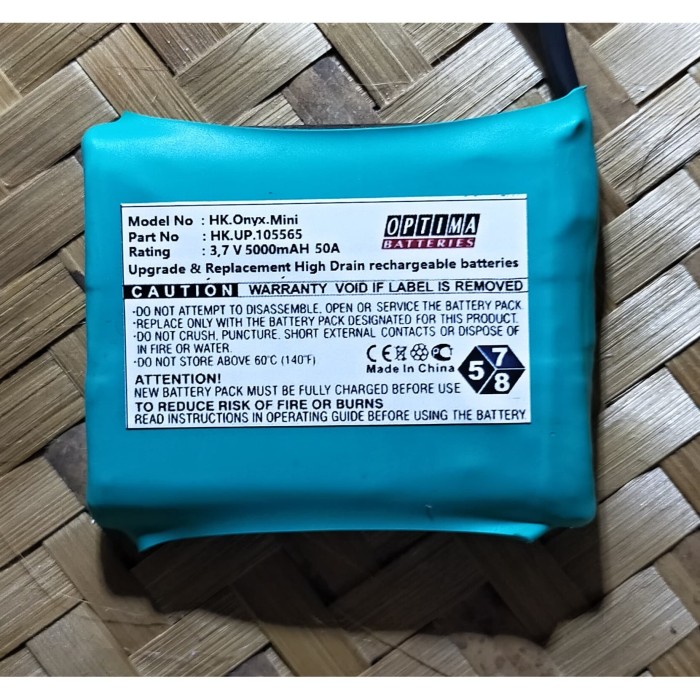 Model No : HK.Onyx.Mini
Part No : HK.UP.105565
Rating : 3,7 V 5000mAH 50A
OPTIMA
BATTERIES
Upgrade & Replacement High Drain rechargeable batteries
CAUTION WARRANTY VOID IF LABEL IS REMOVED
·DO NOT ATTEMPT TO DISASSEMBLE, OPEN OR SERVICE THE BATTERY PACK.
·REPLACE ONLY WITH THE BATTERY PACK DESIGNATED FOR THIS PRODUCT.
·DO NOT CRUSH, PUNCTURE, SHORT EXTERNAL CONTACTS OR DISPOSE OF
IN FIRE OR WATER.
·DO NOT STORE ABOVE 60°C (140°F)
CE
Made In China
5 7 8
ATTENTION!
NEW BATTERY PACK MUST BE FULLY CHARGED BEFORE USE
TO REDUCE RISK OF FIRE OR BURNS
READ INSTRUCTIONS IN OPERATING GUIDE BEFORE USING THE BATTERY